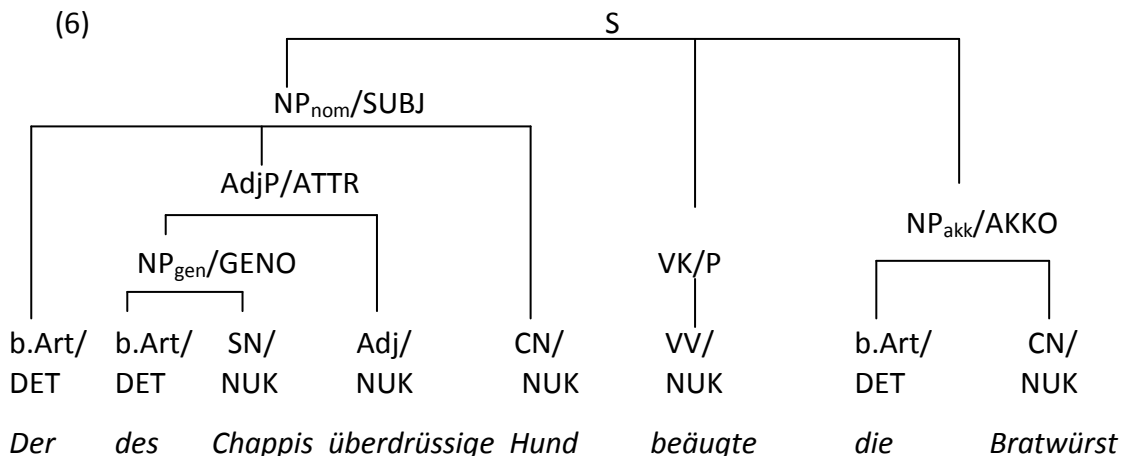 (6) S
NPnom/SUBJ
AdjP/ATTR
NPakk/AKKO
NPgen/GENO VK/P
b.Art/ b.Art/ SN/ Adj/ CN/ VV/ b.Art/ CN/
DET DET NUK NUK NUK NUK DET NUK
Der des Chappis überdrüssige Hund beäugte die Bratwürst